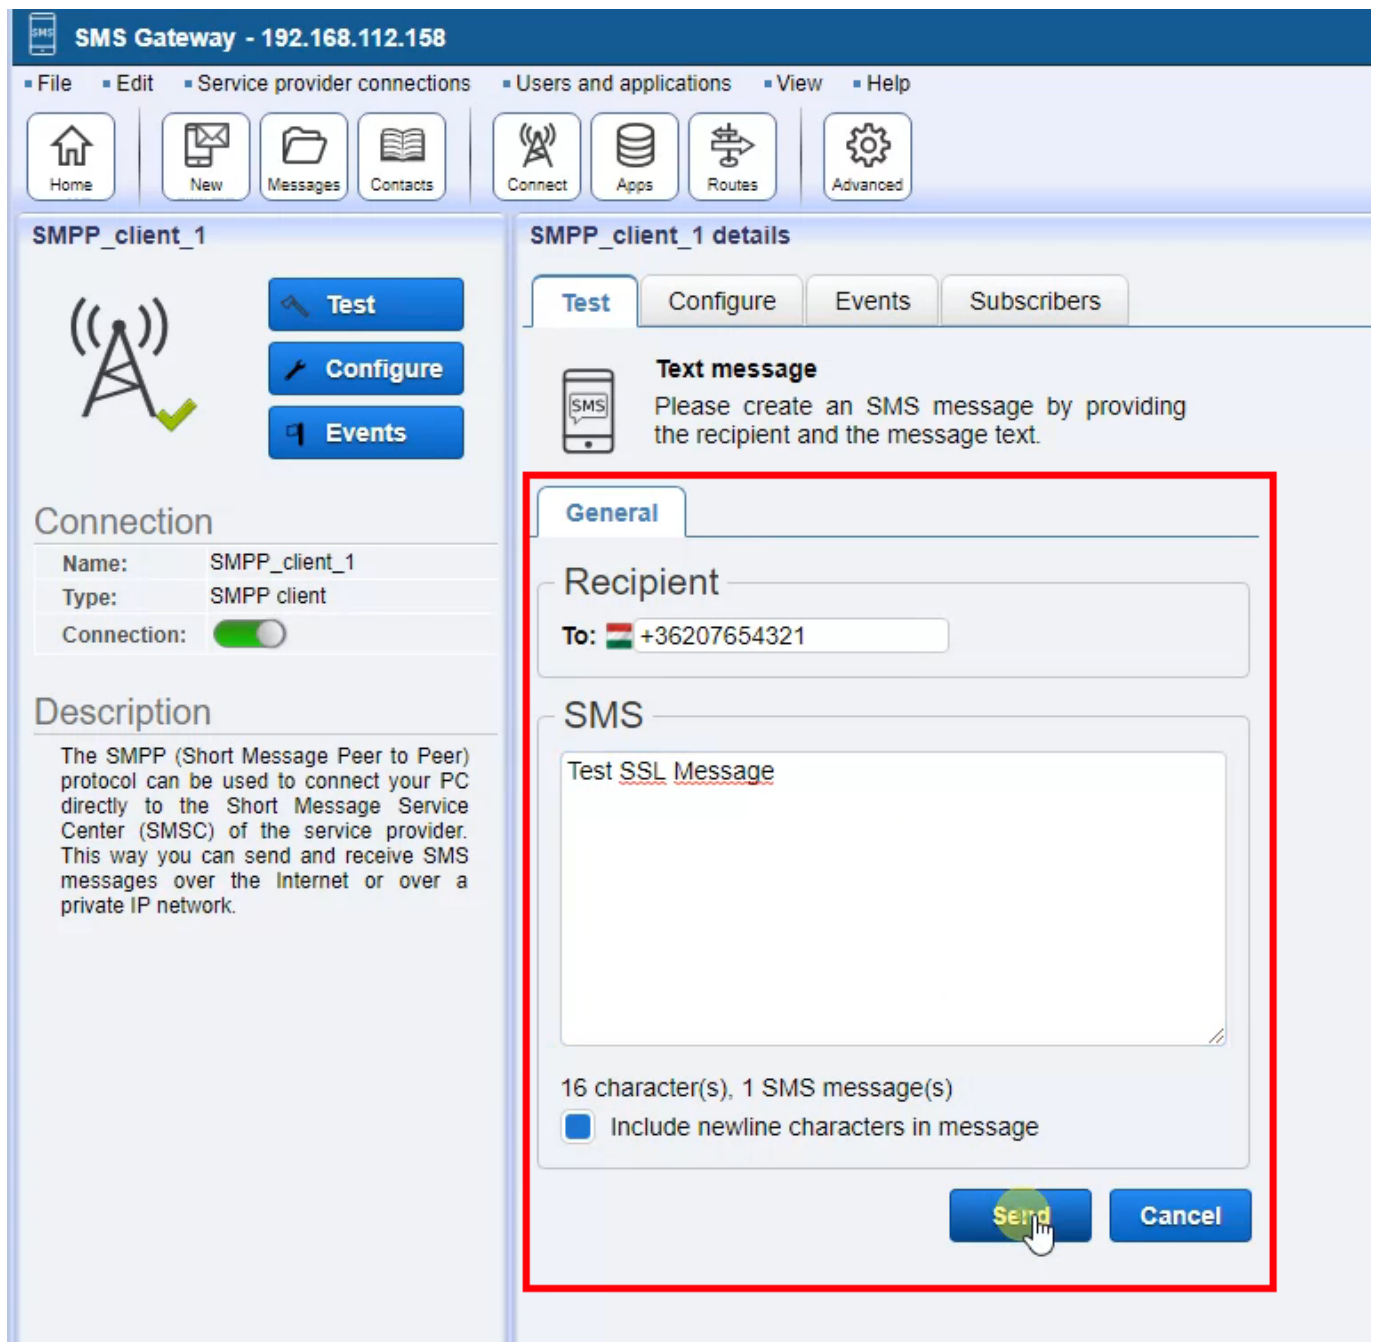 SMS
SMS Gateway - 192.168.112.158
File Edit Service provider connections Users and applications View Help
Home New Messages Contacts Connect Apps Routes Advanced
SMPP_client_1
Test
Configure
Events
Connection
Name: SMPP_client_1
Type: SMPP client
Connection:
Description
The SMPP (Short Message Peer to Peer)
protocol can be used to connect your PC
directly to the Short Message Service
Center (SMSC) of the service provider.
This way you can send and receive SMS
messages over the Internet or over a
private IP network.
SMPP_client_1 details
Test Configure Events Subscribers
SMS
Text message
Please create an SMS message by providing
the recipient and the message text.
General
Recipient
To: +36207654321
SMS
Test SSL Message
16 character(s), 1 SMS message(s)
Include newline characters in message
Send Cancel